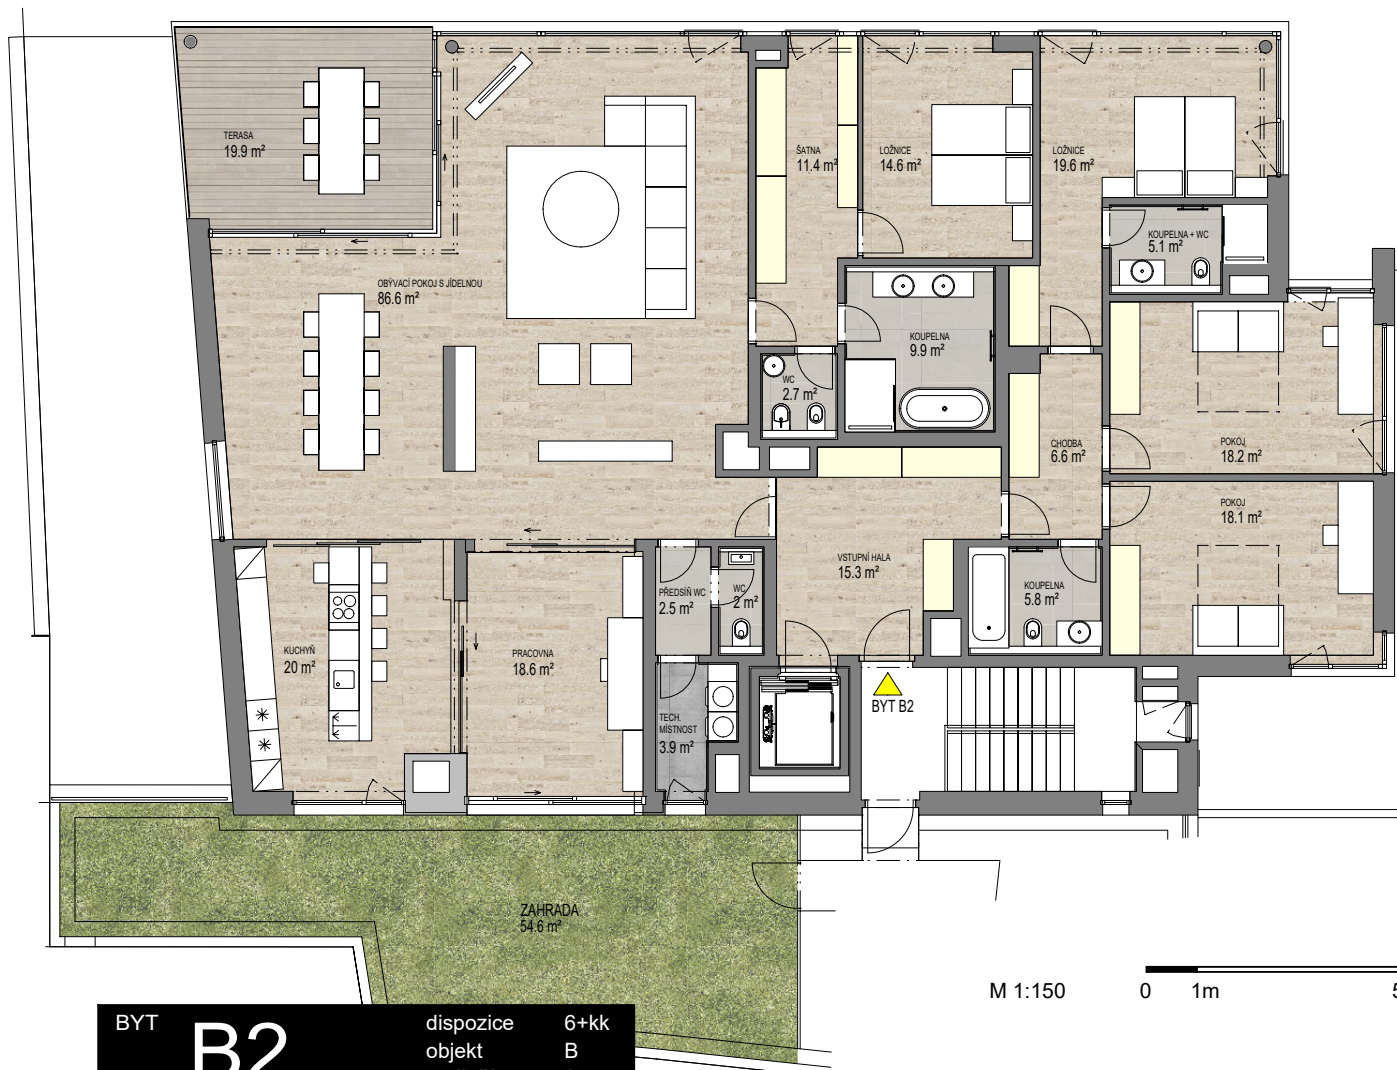 TERASA
19.9 m²
OBÝVACÍ POKOJ S JÍDELNOU
86.6 m²
ŠATNA
11.4 m²
LOŽNICE
14.6 m²
LOŽNICE
19.6 m²
KOUPELNA + WC
5.1 m²
KOUPELNA
9.9 m²
WC
2.7 m²
CHODBA
6.6 m²
POKOJ
18.2 m²
POKOJ
18.1 m²
VSTUPNÍ HALA
15.3 m²
KOUPELNA
5.8 m²
PŘEDSÍŇ WC
2.5 m²
WC
2 m²
KUCHYŇ
20 m²
PRACOVNA
18.6 m²
TECH.
MÍSTNOST
3.9 m²
BYT B2
ZAHRADA
54.6 m²
M 1:150
0 1m 5
BYT B2
dispozice 6+kk
objekt B